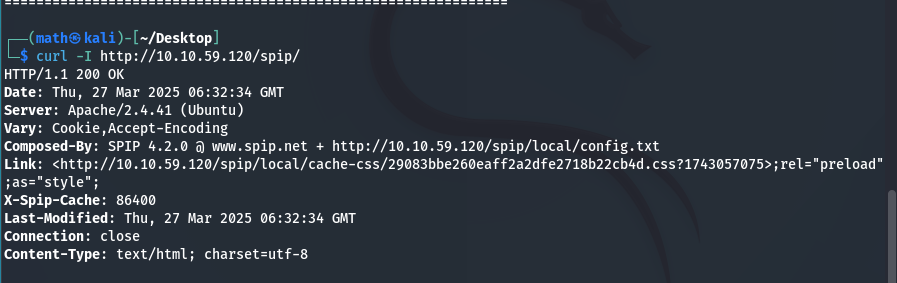 ================================================================
┌──(math㉿kali)-[~/Desktop]
└─$ curl -I http://10.10.59.120/spip/
HTTP/1.1 200 OK
Date: Thu, 27 Mar 2025 06:32:34 GMT
Server: Apache/2.4.41 (Ubuntu)
Vary: Cookie,Accept-Encoding
Composed-By: SPIP 4.2.0 @ www.spip.net + http://10.10.59.120/spip/local/config.txt
Link: <http://10.10.59.120/spip/local/cache-css/29083bbe260eaff2a2dfe2718b22cb4d.css?1743057075>;rel="preload"
;as="style";
X-Spip-Cache: 86400
Last-Modified: Thu, 27 Mar 2025 06:32:34 GMT
Connection: close
Content-Type: text/html; charset=utf-8